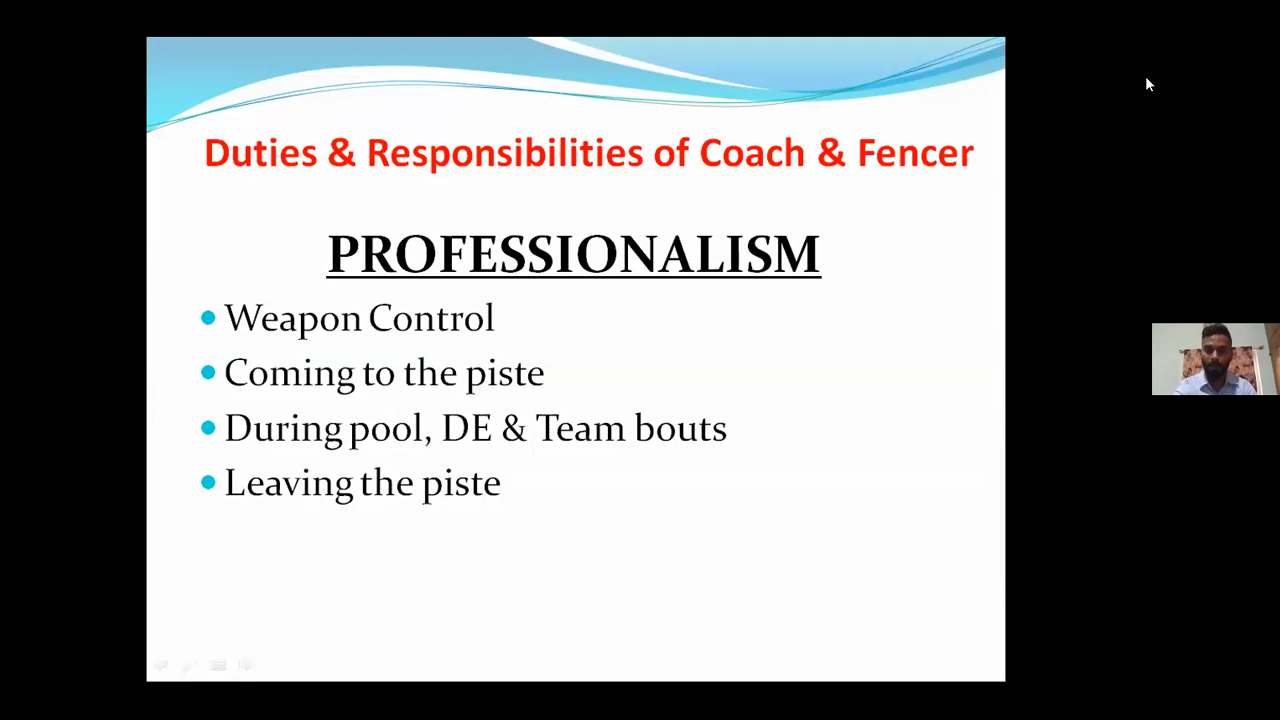 Duties & Responsibilities of Coach & Fencer
PROFESSIONALISM
• Weapon Control
• Coming to the piste
• During pool, DE & Team bouts
• Leaving the piste